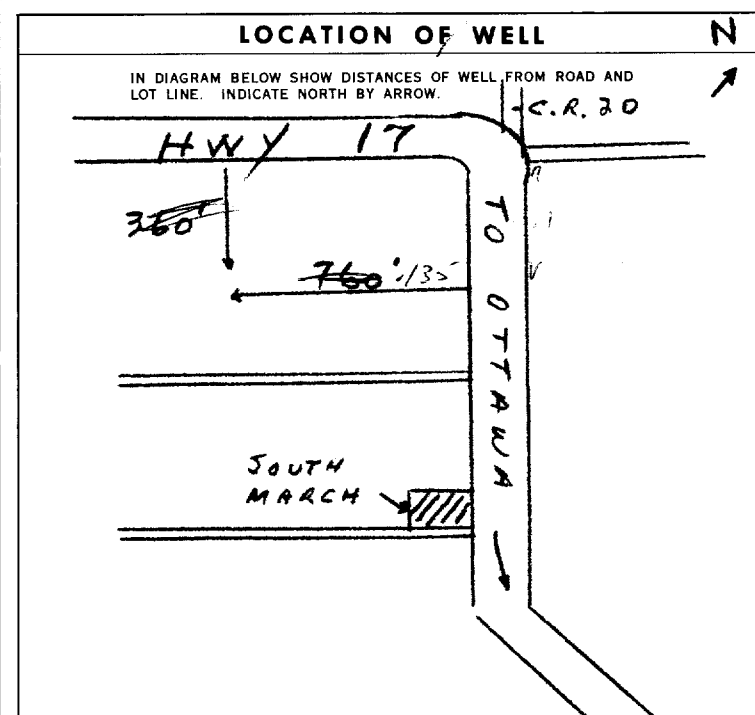 LOCATION OF WELL
N
IN DIAGRAM BELOW SHOW DISTANCES OF WELL FROM ROAD AND
LOT LINE. INDICATE NORTH BY ARROW.
C.R. 20
HWY 17
360'
760' 135
TO OTTAWA
SOUTH
MARCH